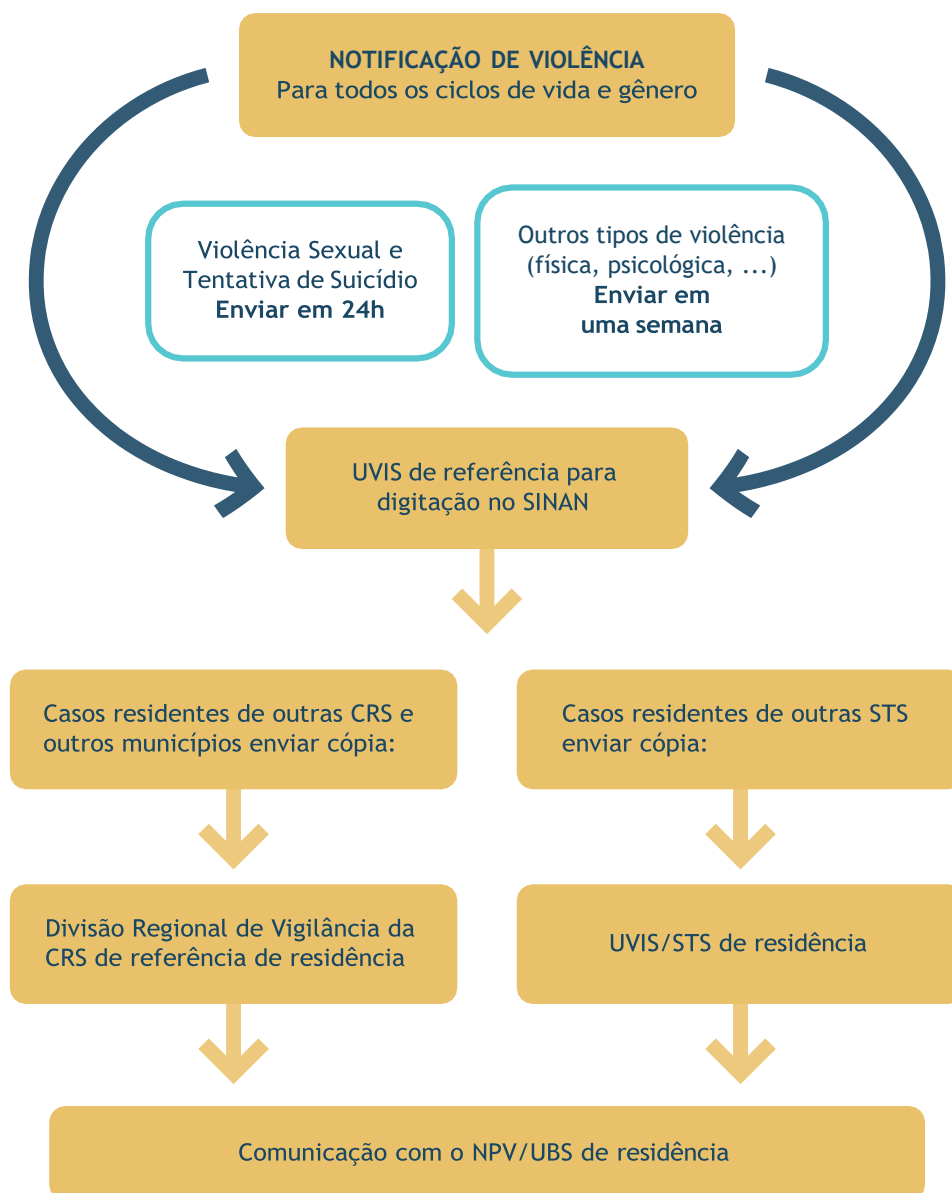 NOTIFICAÇÃO DE VIOLÊNCIA
Para todos os ciclos de vida e gênero
Violência Sexual e
Tentativa de Suicídio
Enviar em 24h
Outros tipos de violência
(física, psicológica, ...)
Enviar em
uma semana
UVIS de referência para
digitação no SINAN
Casos residentes de outras CRS e
outros municípios enviar cópia:
Casos residentes de outras STS
enviar cópia:
Divisão Regional de Vigilância da
CRS de referência de residência
UVIS/STS de residência
Comunicação com o NPV/UBS de residência